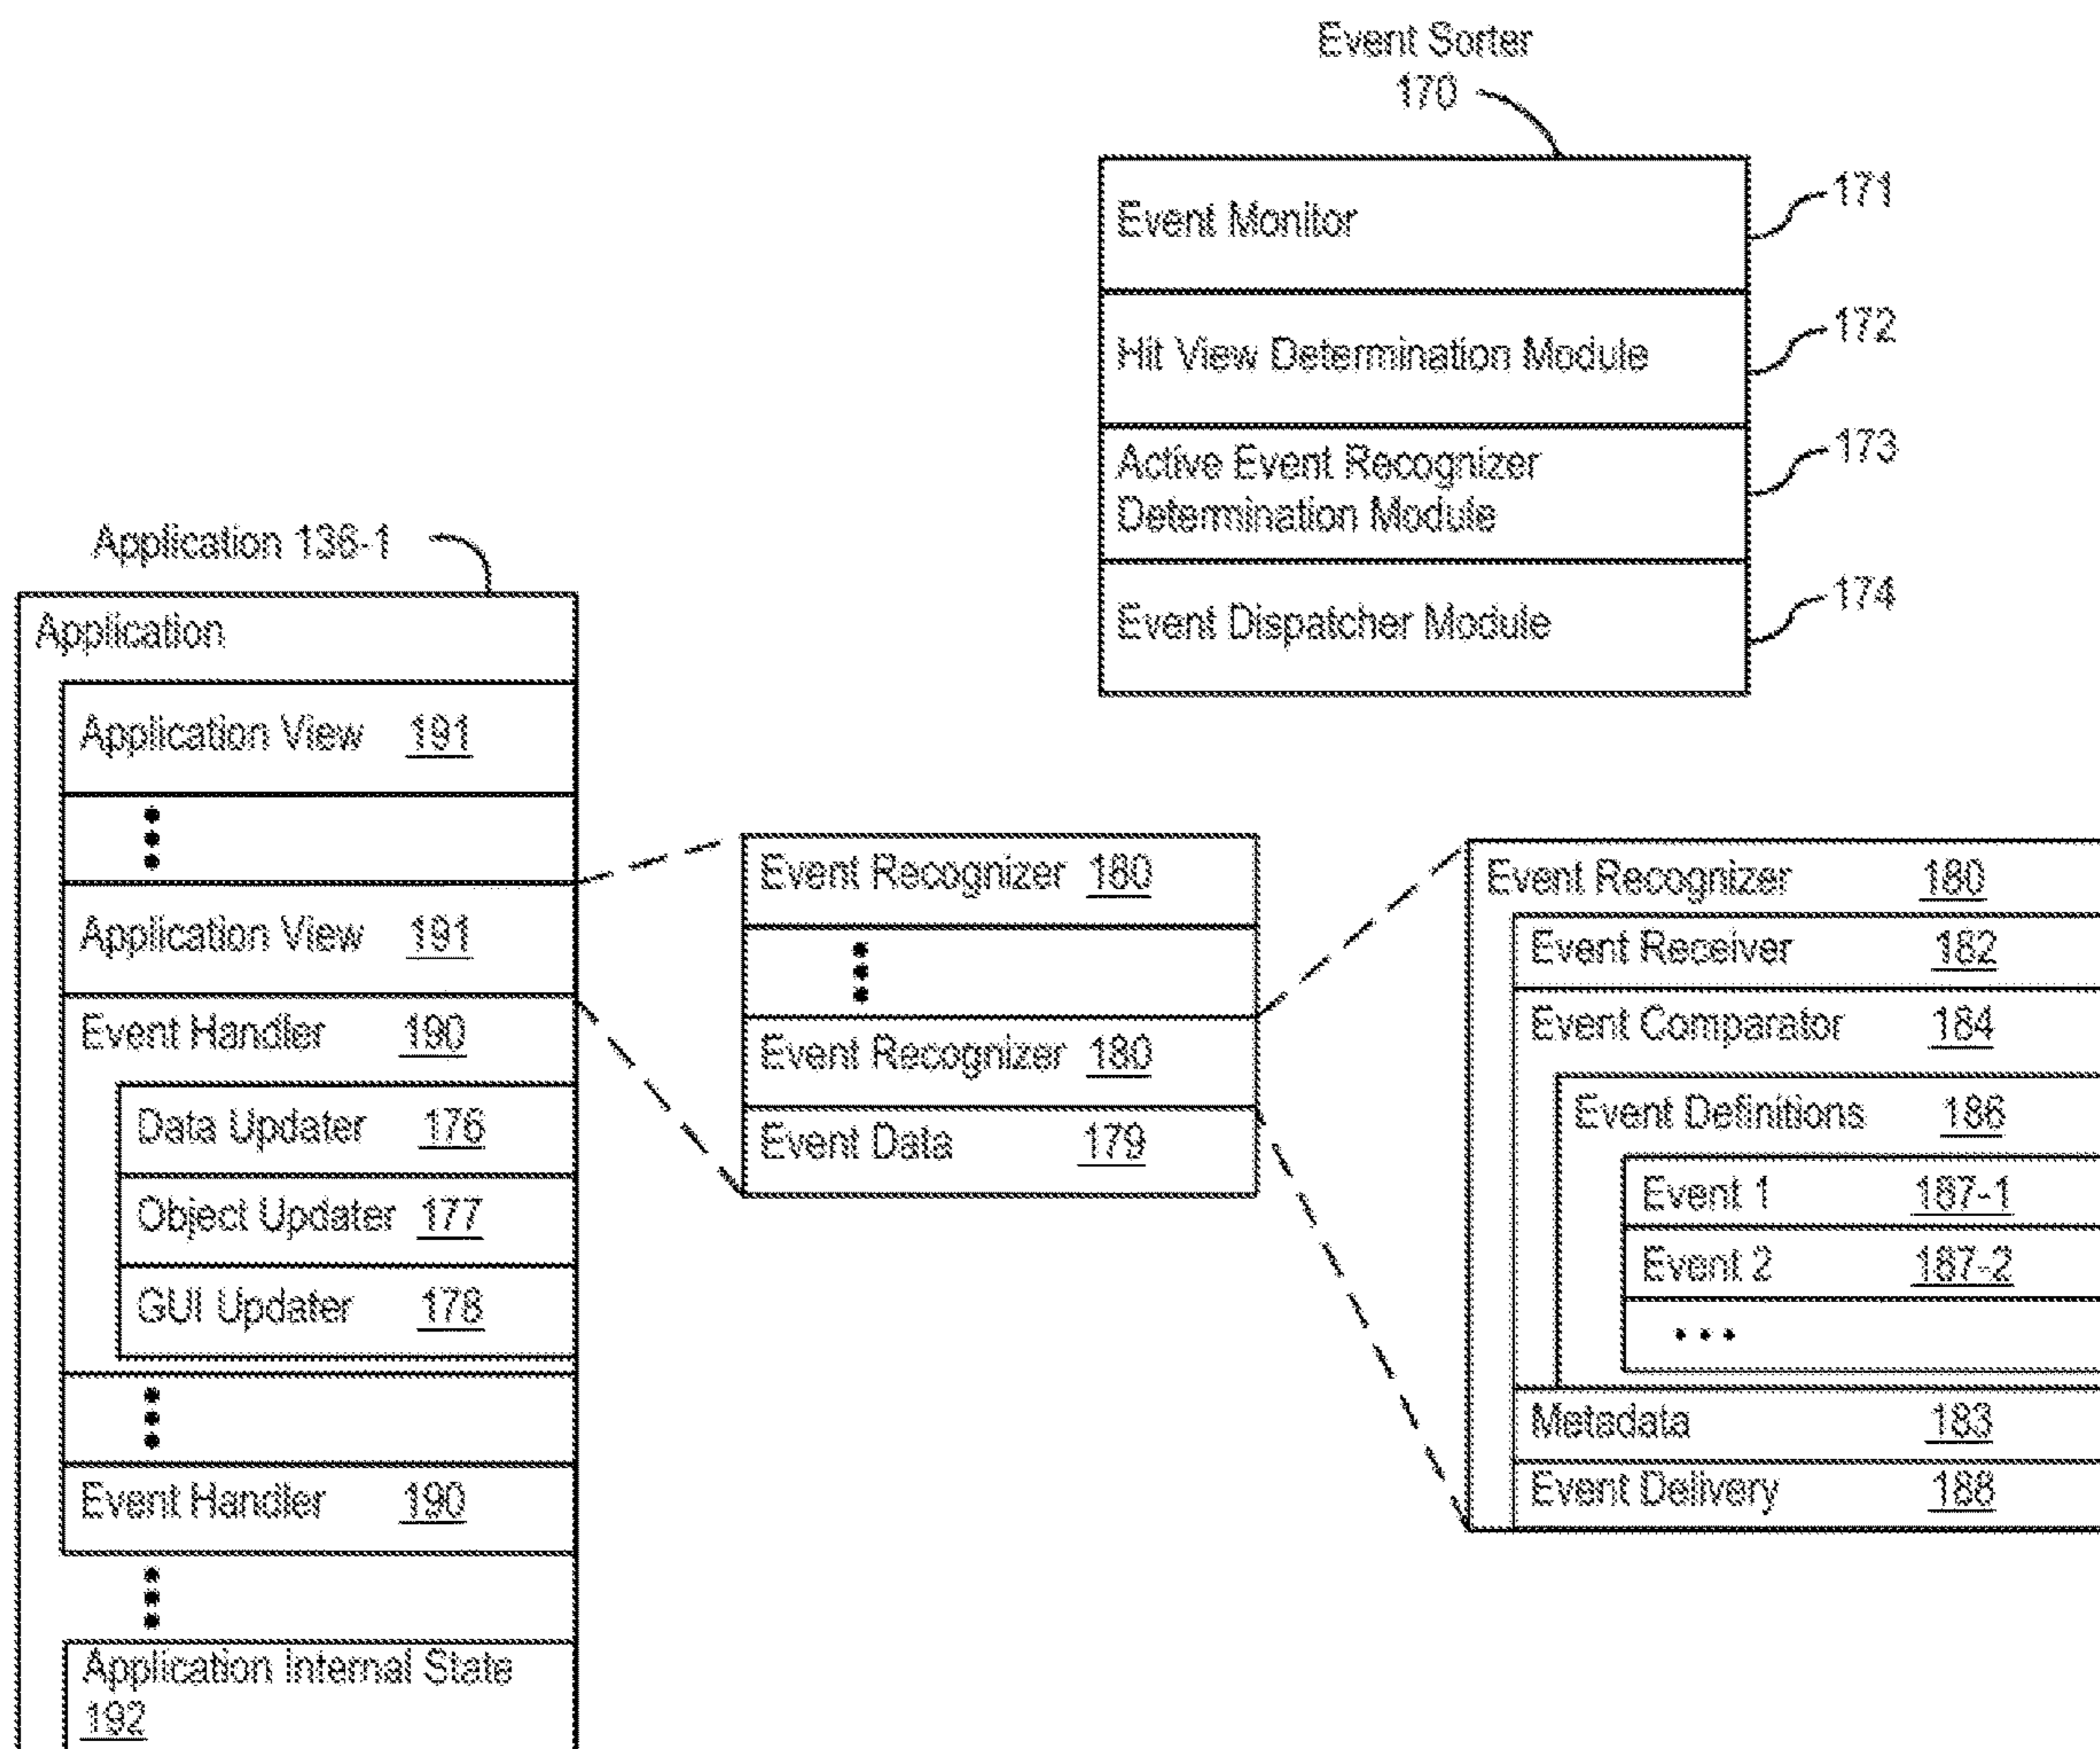 Event Sorter
170
Event Monitor
171
Hit View Determination Module
172
Active Event Recognizer
Determination Module
173
Event Dispatcher Module
174
Application 136-1
Application
Application View 191
Application View 191
Event Handler 190
Data Updater 176
Object Updater 177
GUI Updater 178
Event Handler 190
Application Internal State
192
Event Recognizer 180
Event Recognizer 180
Event Data 179
Event Recognizer 180
Event Receiver 182
Event Comparator 184
Event Definitions 186
Event 1 187-1
Event 2 187-2
Metadata 183
Event Delivery 188